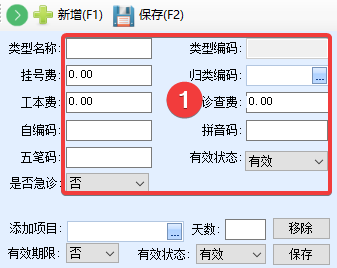 新增(F1) 保存(F2)
类型名称: 类型编码:
挂号费: 0.00 归类编码: ...
工本费: 0.00 1 诊查费: 0.00
自编码: 拼音码:
五笔码: 有效状态: 有效
是否急诊: 否
添加项目: ... 天数: 移除
有效期限: 否 有效状态: 有效 保存